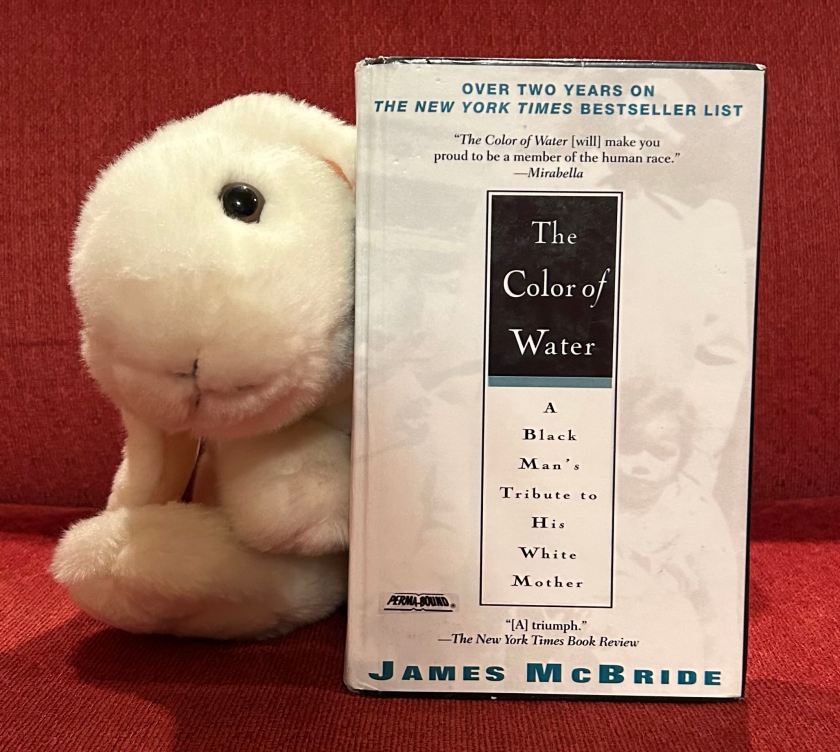 OVER TWO YEARS ON
THE NEW YORK TIMES BESTSELLER LIST
“The Color of Water [will] make you
proud to be a member of the human race.”
—Mirabella
The
Color of
Water
A
Black
Man’s
Tribute to
His
White
Mother
PERMA-BOUND®
“[A] triumph.”
—The New York Times Book Review
JAMES MCBRIDE